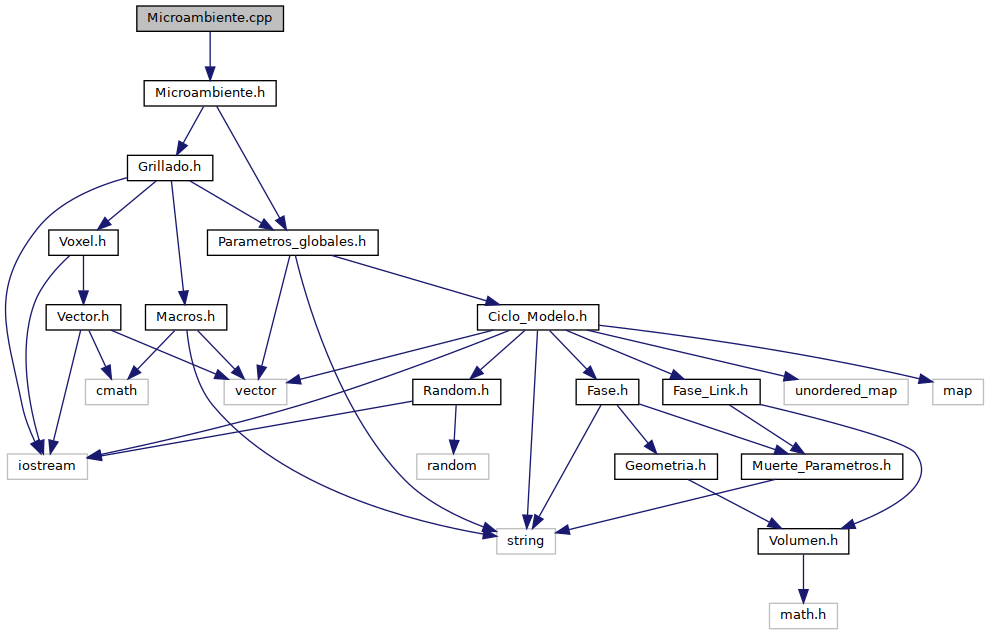 Microambiente.cpp
Microambiente.h
Grillado.h
Voxel.h
Parametros_globales.h
Vector.h
Macros.h
Ciclo_Modelo.h
cmath
vector
Random.h
Fase.h
Fase_Link.h
unordered_map
map
iostream
random
Geometria.h
Muerte_Parametros.h
string
Volumen.h
math.h